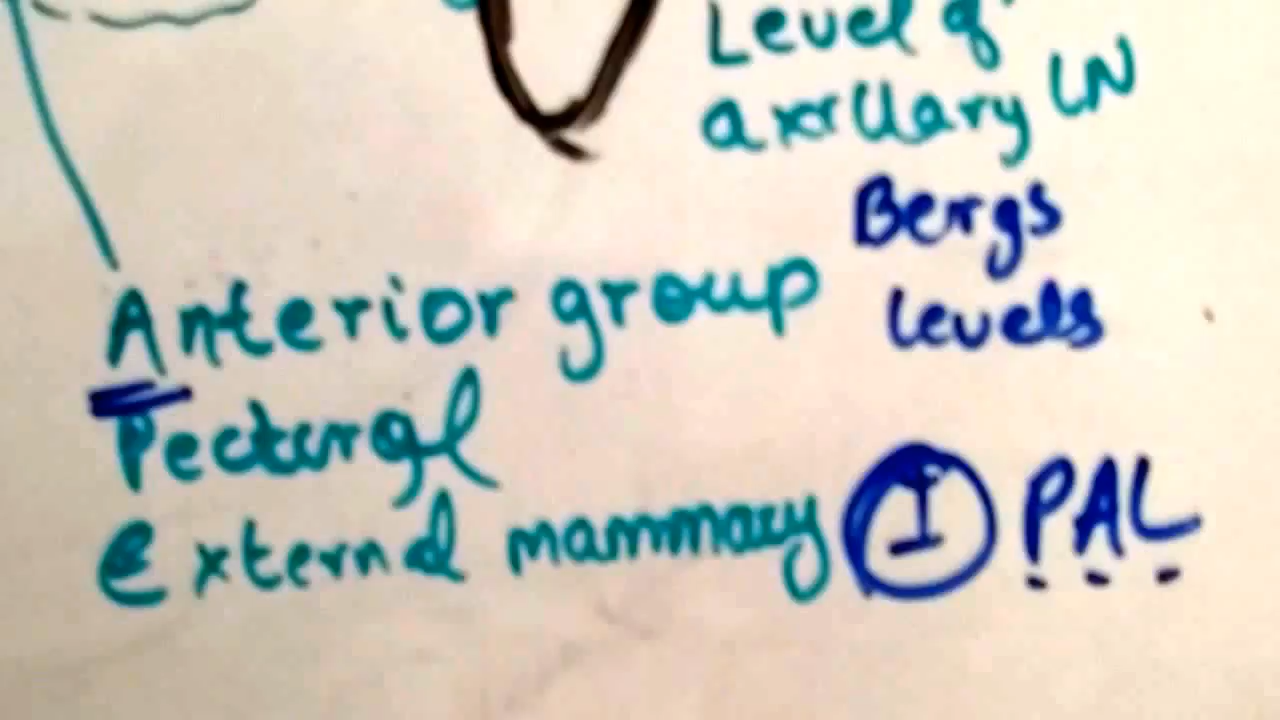 Level of
axillary LN
Bergs
levels
Anterior group
Pectoral
External mammary
I PAL